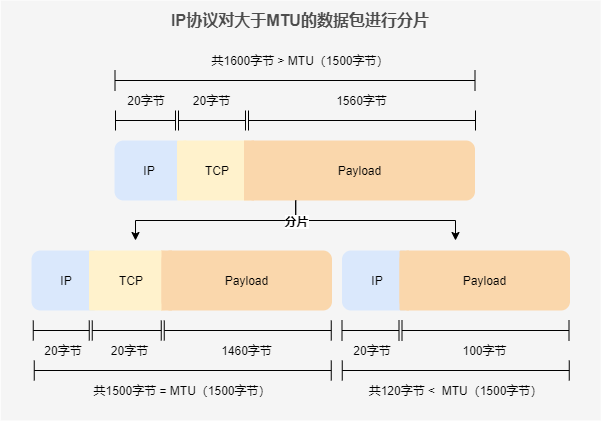 IP协议对大于MTU的数据包进行分片
共1600字节 > MTU（1500字节）
20字节 20字节 1560字节
IP TCP Payload
分片
IP TCP Payload IP Payload
20字节 20字节 1460字节 20字节 100字节
共1500字节 = MTU（1500字节） 共120字节 < MTU（1500字节）